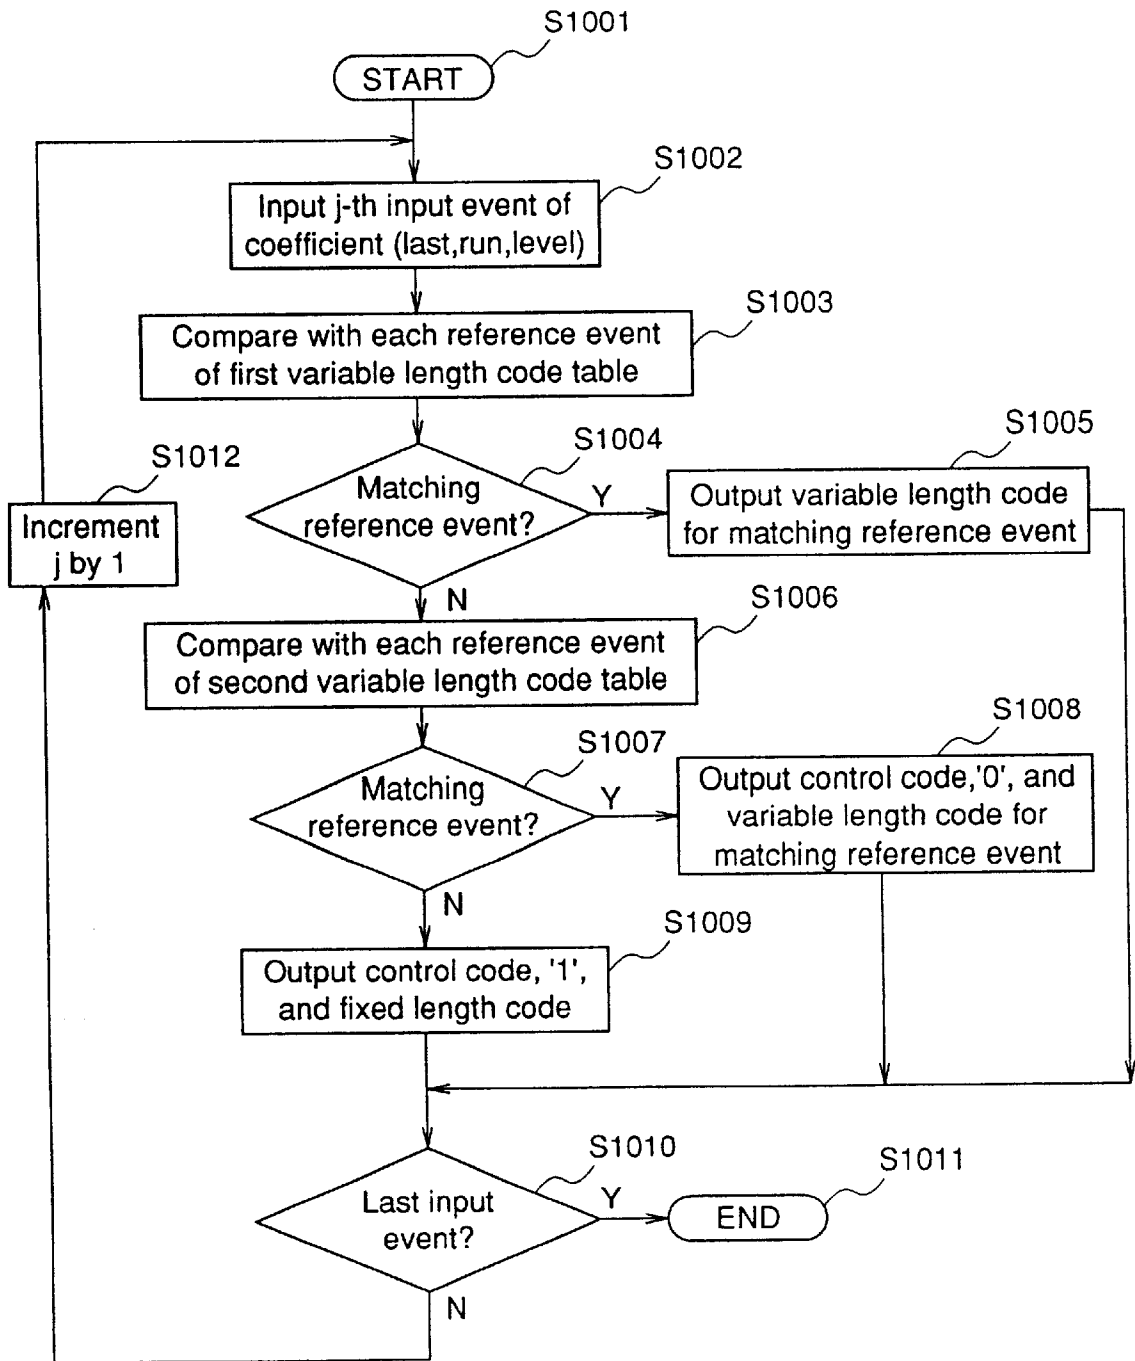 S1001
START
S1002
Input j-th input event of
coefficient (last,run,level)
S1003
Compare with each reference event
of first variable length code table
S1004
Matching
reference event?
Y
S1005
Output variable length code
for matching reference event
S1012
Increment
j by 1
N
S1006
Compare with each reference event
of second variable length code table
S1007
Matching
reference event?
Y
S1008
Output control code,'0', and
variable length code for
matching reference event
N
S1009
Output control code, '1',
and fixed length code
S1010
Last input
event?
Y
S1011
END
N